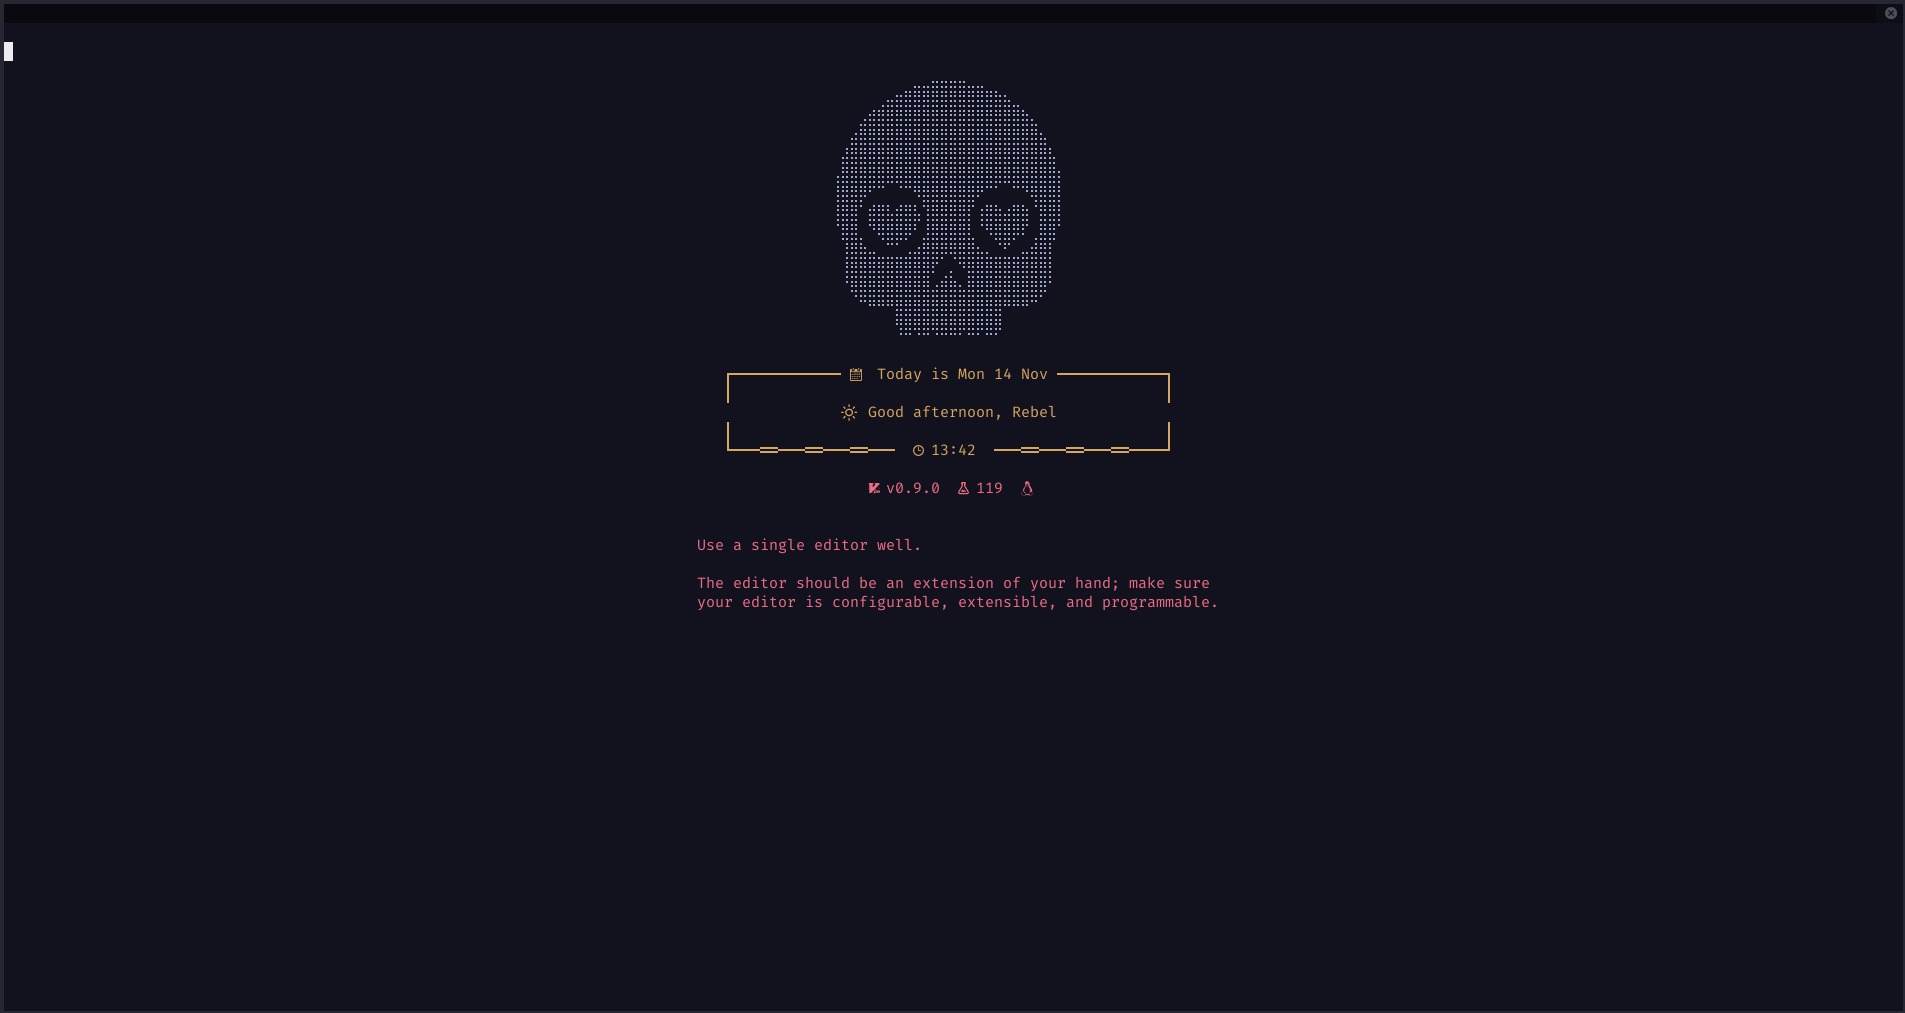 Today is Mon 14 Nov
Good afternoon, Rebel
13:42
v0.9.0 119
Use a single editor well.
The editor should be an extension of your hand; make sure
your editor is configurable, extensible, and programmable.